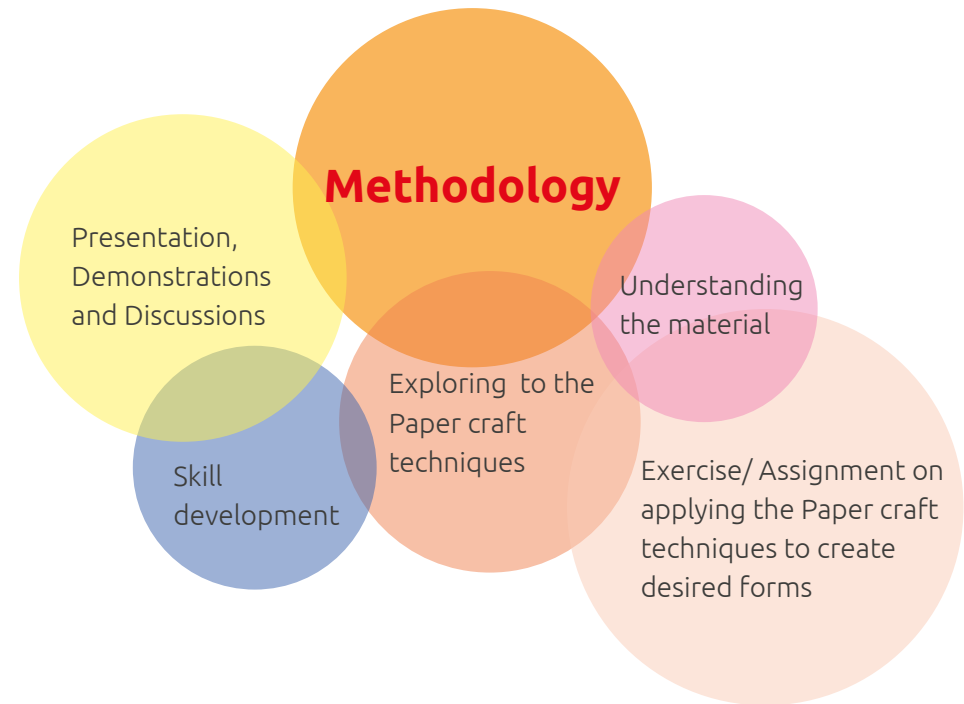 Methodology
Presentation,
Demonstrations
and Discussions
Understanding
the material
Exploring  to the
Paper craft
techniques
Skill
development
Exercise/ Assignment on
applying the Paper craft
techniques to create
desired forms